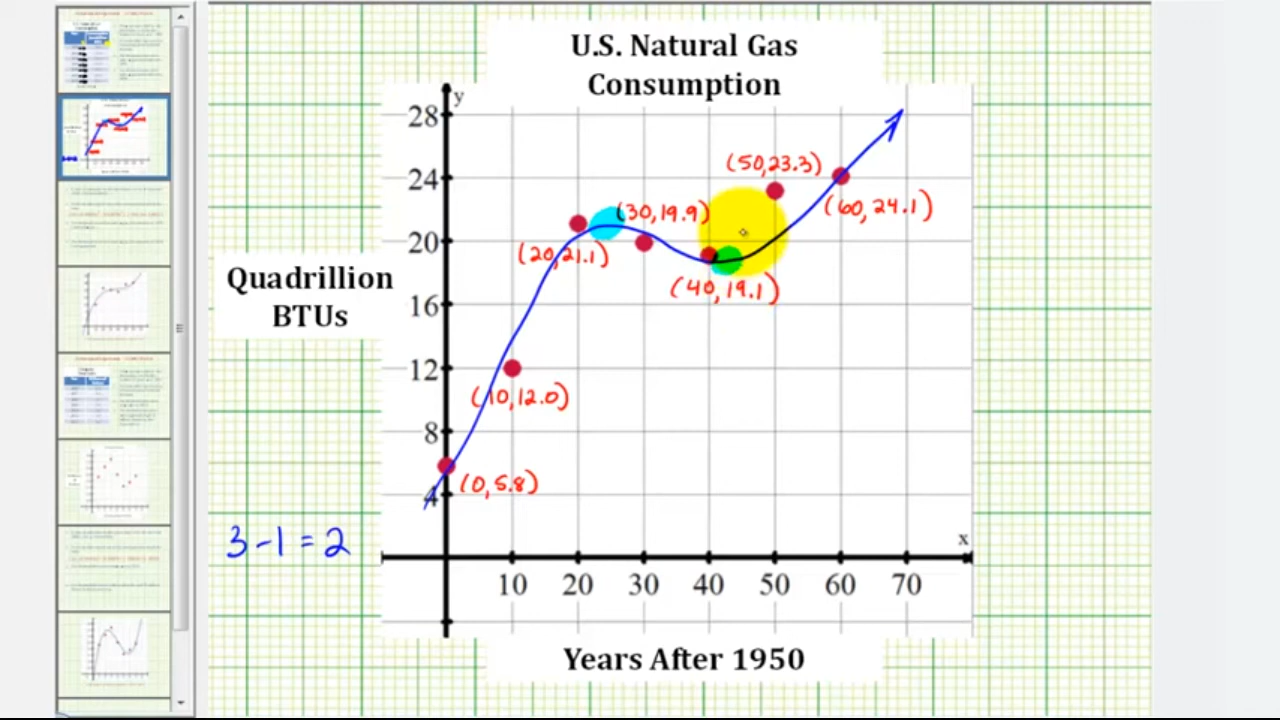 U.S. Natural Gas
Consumption
y
28
(50,23.3)
24
(30,19.9)
(60,24.1)
20
(20,21.1)
Quadrillion
BTUs
(40,19.1)
16
12
(10,12.0)
8
(0,5.8)
4
3-1=2
x
10 20 30 40 50 60 70
Years After 1950